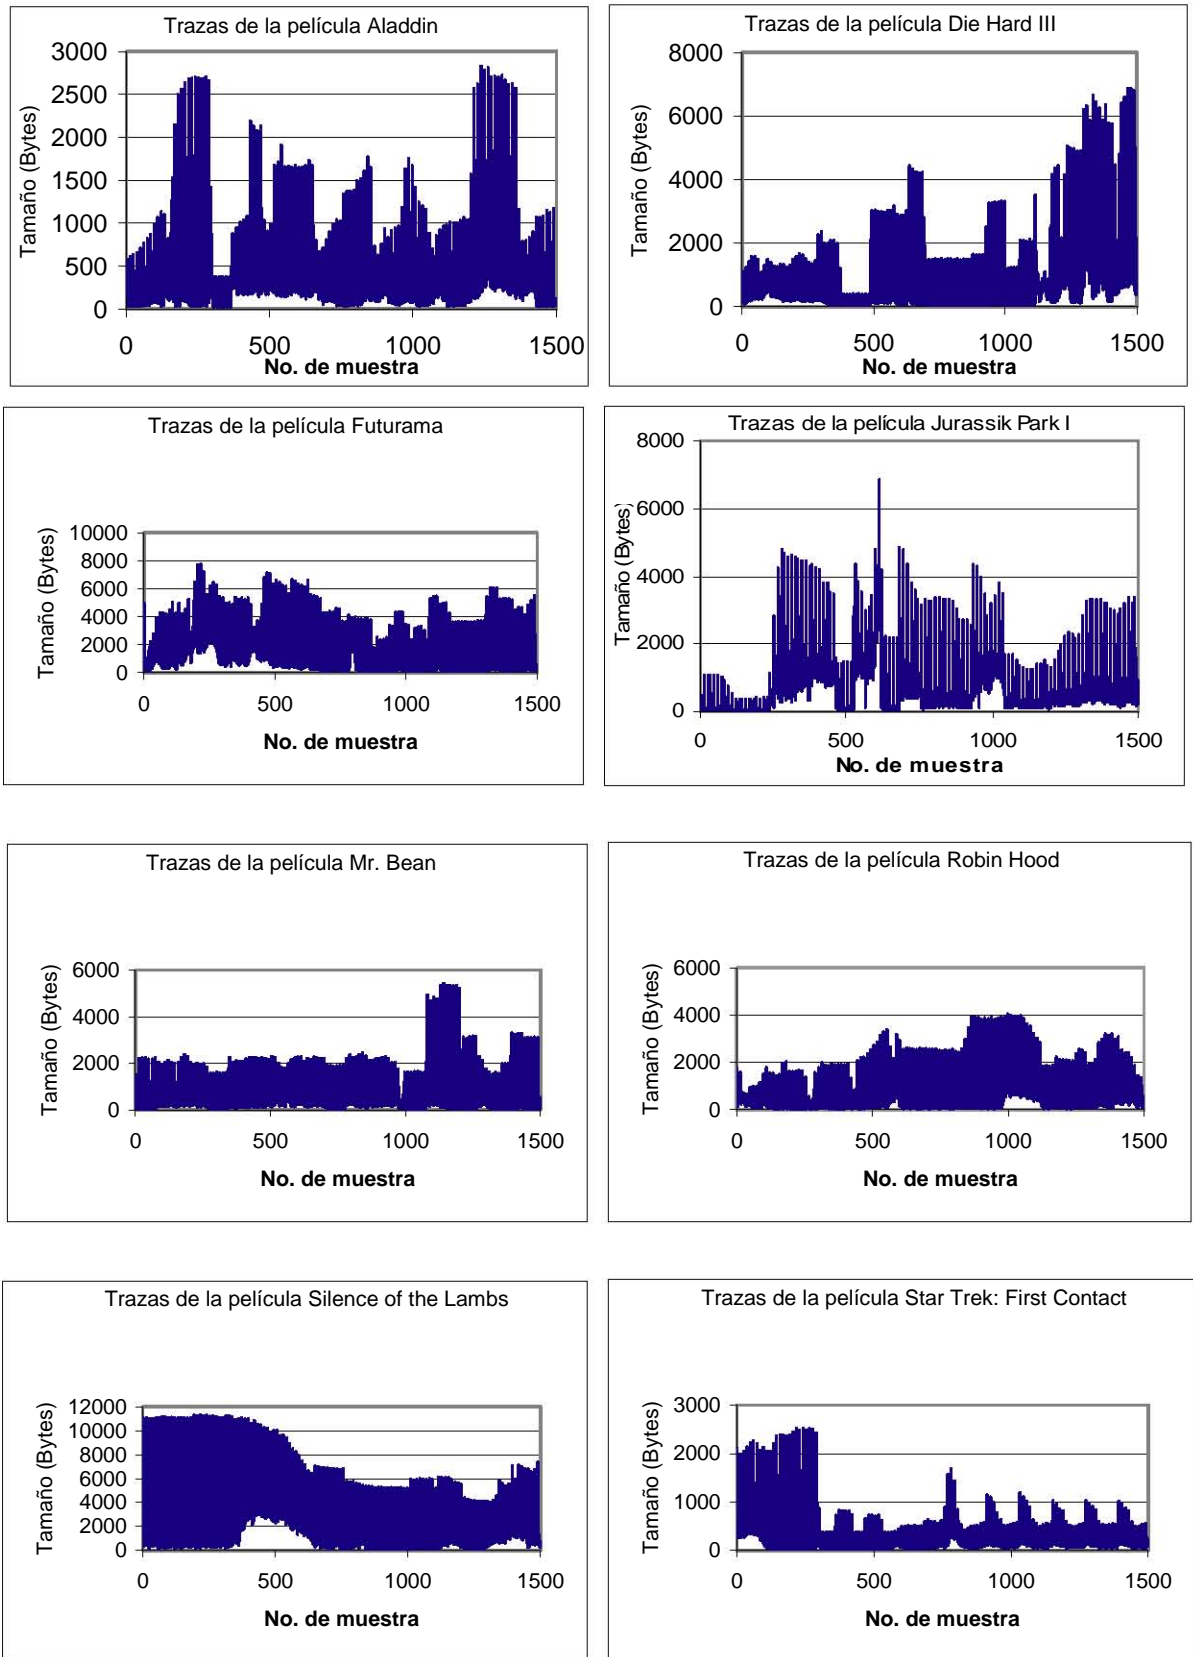 Trazas de la película Aladdin
Tamaño (Bytes)
3000
2500
2000
1500
1000
500
0
0 500 1000 1500
No. de muestra
Trazas de la película Die Hard III
Tamaño (Bytes)
8000
6000
4000
2000
0
0 500 1000 1500
No. de muestra
Trazas de la película Futurama
Tamaño (Bytes)
10000
8000
6000
4000
2000
0
0 500 1000 1500
No. de muestra
Trazas de la película Jurassik Park I
Tamaño (Bytes)
8000
6000
4000
2000
0
0 500 1000 1500
No. de muestra
Trazas de la película Mr. Bean
Tamaño (Bytes)
6000
4000
2000
0
0 500 1000 1500
No. de muestra
Trazas de la película Robin Hood
Tamaño (Bytes)
6000
4000
2000
0
0 500 1000 1500
No. de muestra
Trazas de la película Silence of the Lambs
Tamaño (Bytes)
12000
10000
8000
6000
4000
2000
0
0 500 1000 1500
No. de muestra
Trazas de la película Star Trek: First Contact
Tamaño (Bytes)
3000
2000
1000
0
0 500 1000 1500
No. de muestra